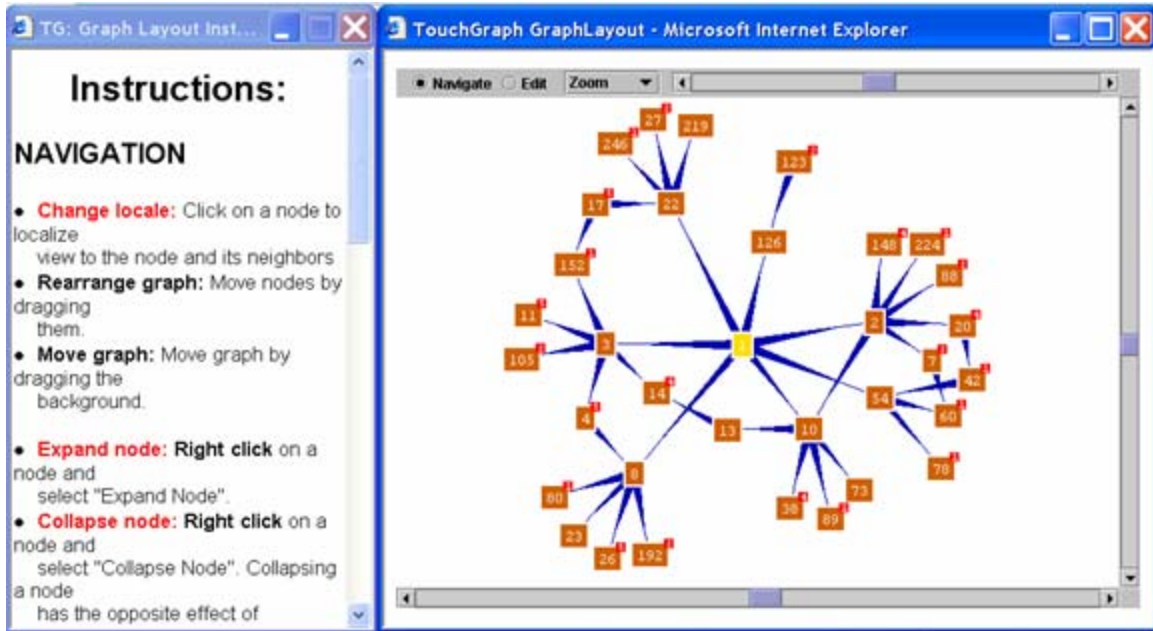 TG: Graph Layout Inst...
Instructions:
NAVIGATION
● Change locale: Click on a node to
localize
view to the node and its neighbors
● Rearrange graph: Move nodes by
dragging
them.
● Move graph: Move graph by
dragging the
background.
● Expand node: Right click on a
node and
select "Expand Node".
● Collapse node: Right click on a
node and
select "Collapse Node". Collapsing
a node
has the opposite effect of
TouchGraph GraphLayout - Microsoft Internet Explorer
Navigate Edit Zoom
27 219
246
123
17 22
126
148 224
152
88
11
2 20
3
105
7
42
14
54
4
60
13 10
8
78
80
38 73
89
23
26 192